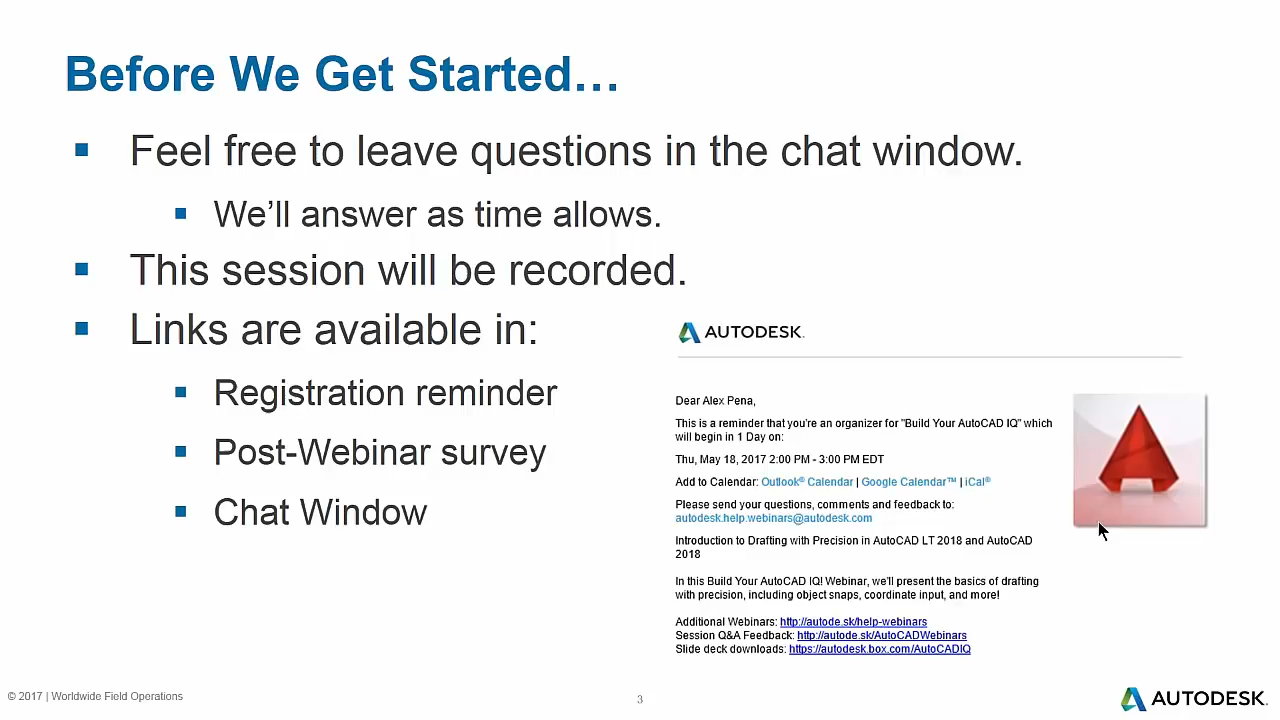 Before We Get Started…
Feel free to leave questions in the chat window.
We’ll answer as time allows.
This session will be recorded.
Links are available in:
Registration reminder
Post-Webinar survey
Chat Window
AUTODESK.
Dear Alex Pena,
This is a reminder that you're an organizer for "Build Your AutoCAD IQ" which
will begin in 1 Day on:
Thu, May 18, 2017 2:00 PM - 3:00 PM EDT
Add to Calendar: Outlook® Calendar | Google Calendar™ | iCal®
Please send your questions, comments and feedback to:
autodesk.help.webinars@autodesk.com
Introduction to Drafting with Precision in AutoCAD LT 2018 and AutoCAD
2018
In this Build Your AutoCAD IQ! Webinar, we'll present the basics of drafting
with precision, including object snaps, coordinate input, and more!
Additional Webinars: http://autode.sk/help-webinars
Session Q&A Feedback: http://autode.sk/AutoCADWebinars
Slide deck downloads: https://autodesk.box.com/AutoCADIQ
© 2017 | Worldwide Field Operations
3
AUTODESK.